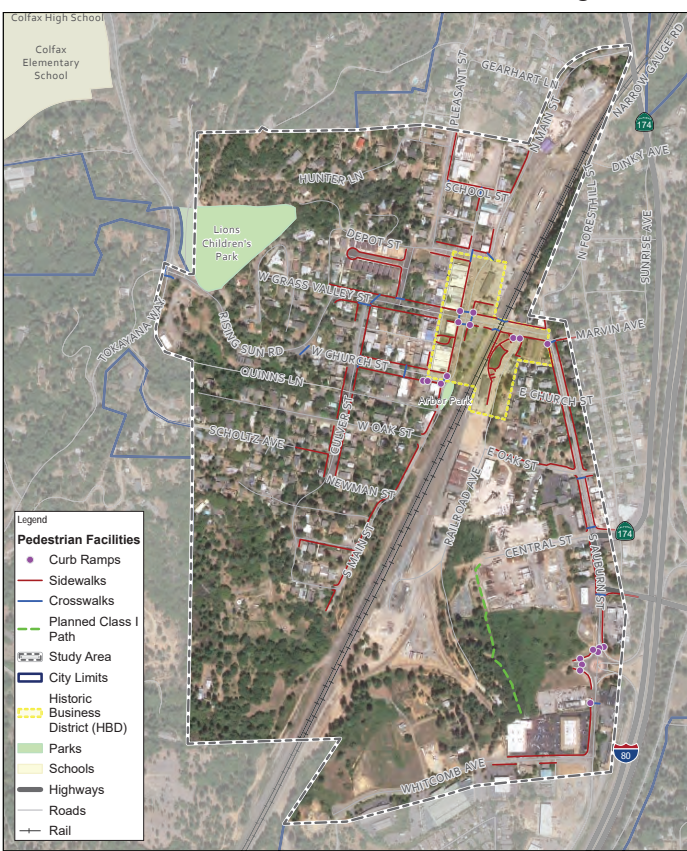 Colfax High School
Colfax
Elementary
School
PLEASANT ST
GEARHART LN
N MAIN ST
NARROW GAUGE RD
174
DINKY AVE
HUNTER LN
SCHOOL ST
N FORESTHILL ST
SUNRISE AVE
Lions
Children's
Park
DEPOT ST
W GRASS VALLEY ST
TOKAYANA WAY
RISING SUN RD
MARVIN AVE
W CHURCH ST
QUINNS LN
Arbor Park
E CHURCH ST
CULVER ST
W OAK ST
SCHOLTZ AVE
E OAK ST
NEWMAN ST
RAILROAD AVE
S MAIN ST
CENTRAL ST
174
S AUBURN ST
80
WHITCOMB AVE
Legend
Pedestrian Facilities
Curb Ramps
Sidewalks
Crosswalks
Planned Class I
Path
Study Area
City Limits
Historic
Business
District (HBD)
Parks
Schools
Highways
Roads
Rail